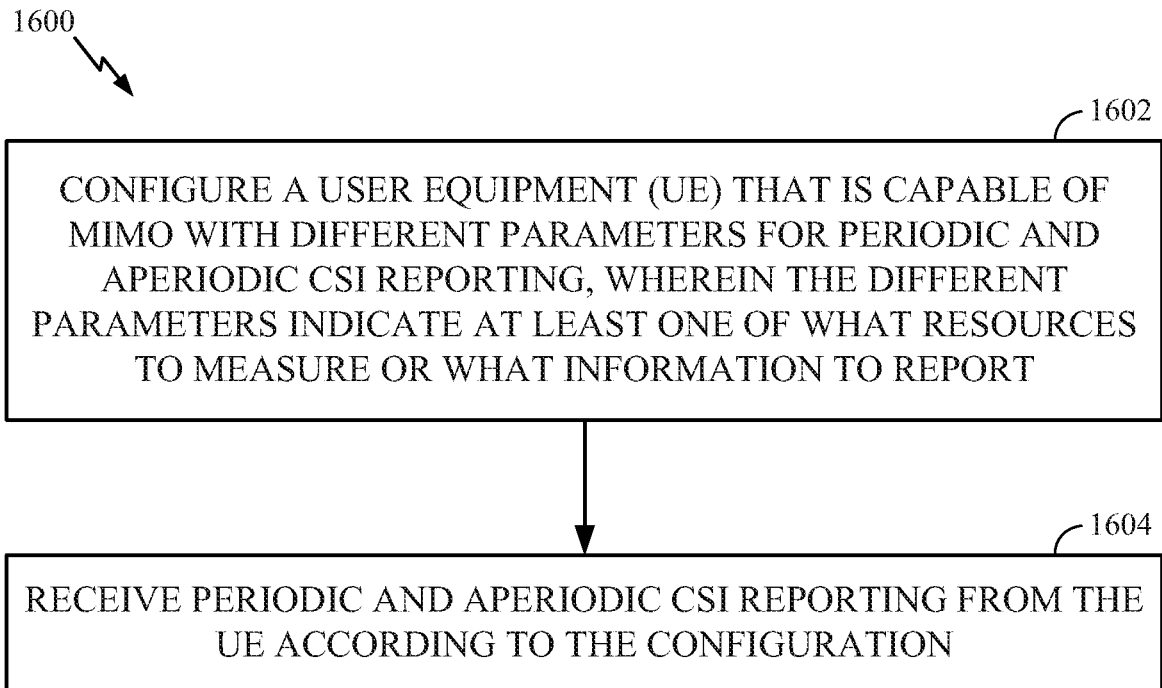 1600
1602
CONFIGURE A USER EQUIPMENT (UE) THAT IS CAPABLE OF
MIMO WITH DIFFERENT PARAMETERS FOR PERIODIC AND
APERIODIC CSI REPORTING, WHEREIN THE DIFFERENT
PARAMETERS INDICATE AT LEAST ONE OF WHAT RESOURCES
TO MEASURE OR WHAT INFORMATION TO REPORT
1604
RECEIVE PERIODIC AND APERIODIC CSI REPORTING FROM THE
UE ACCORDING TO THE CONFIGURATION